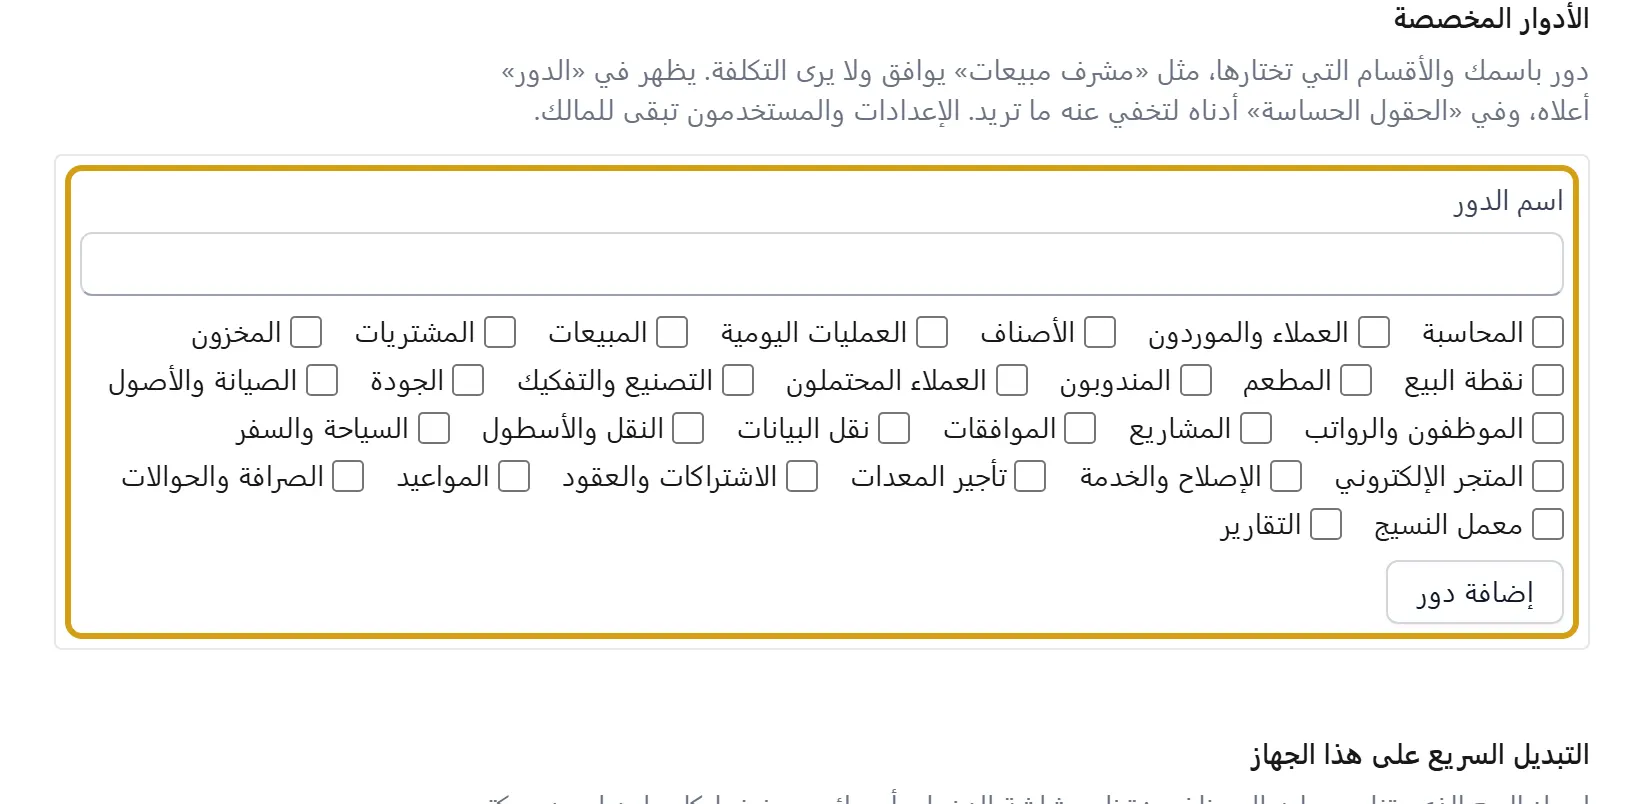 الأدوار المخصصة
دور باسمك والأقسام التي تختارها، مثل «مشرف مبيعات» يوافق ولا يرى التكلفة. يظهر في «الدور»
أعلاه، وفي «الحقول الحساسة» أدناه لتخفي عنه ما تريد. الإعدادات والمستخدمون تبقى للمالك.
اسم الدور
المحاسبة العملاء والموردون الأصناف العمليات اليومية المبيعات المشتريات المخزون
نقطة البيع المطعم المندوبون العملاء المحتملون التصنيع والتفكيك الجودة الصيانة والأصول
الموظفون والرواتب المشاريع الموافقات نقل البيانات النقل والأسطول السياحة والسفر
المتجر الإلكتروني الإصلاح والخدمة تأجير المعدات الاشتراكات والعقود المواعيد الصرافة والحوالات
معمل النسيج التقارير
إضافة دور
التبديل السريع على هذا الجهاز